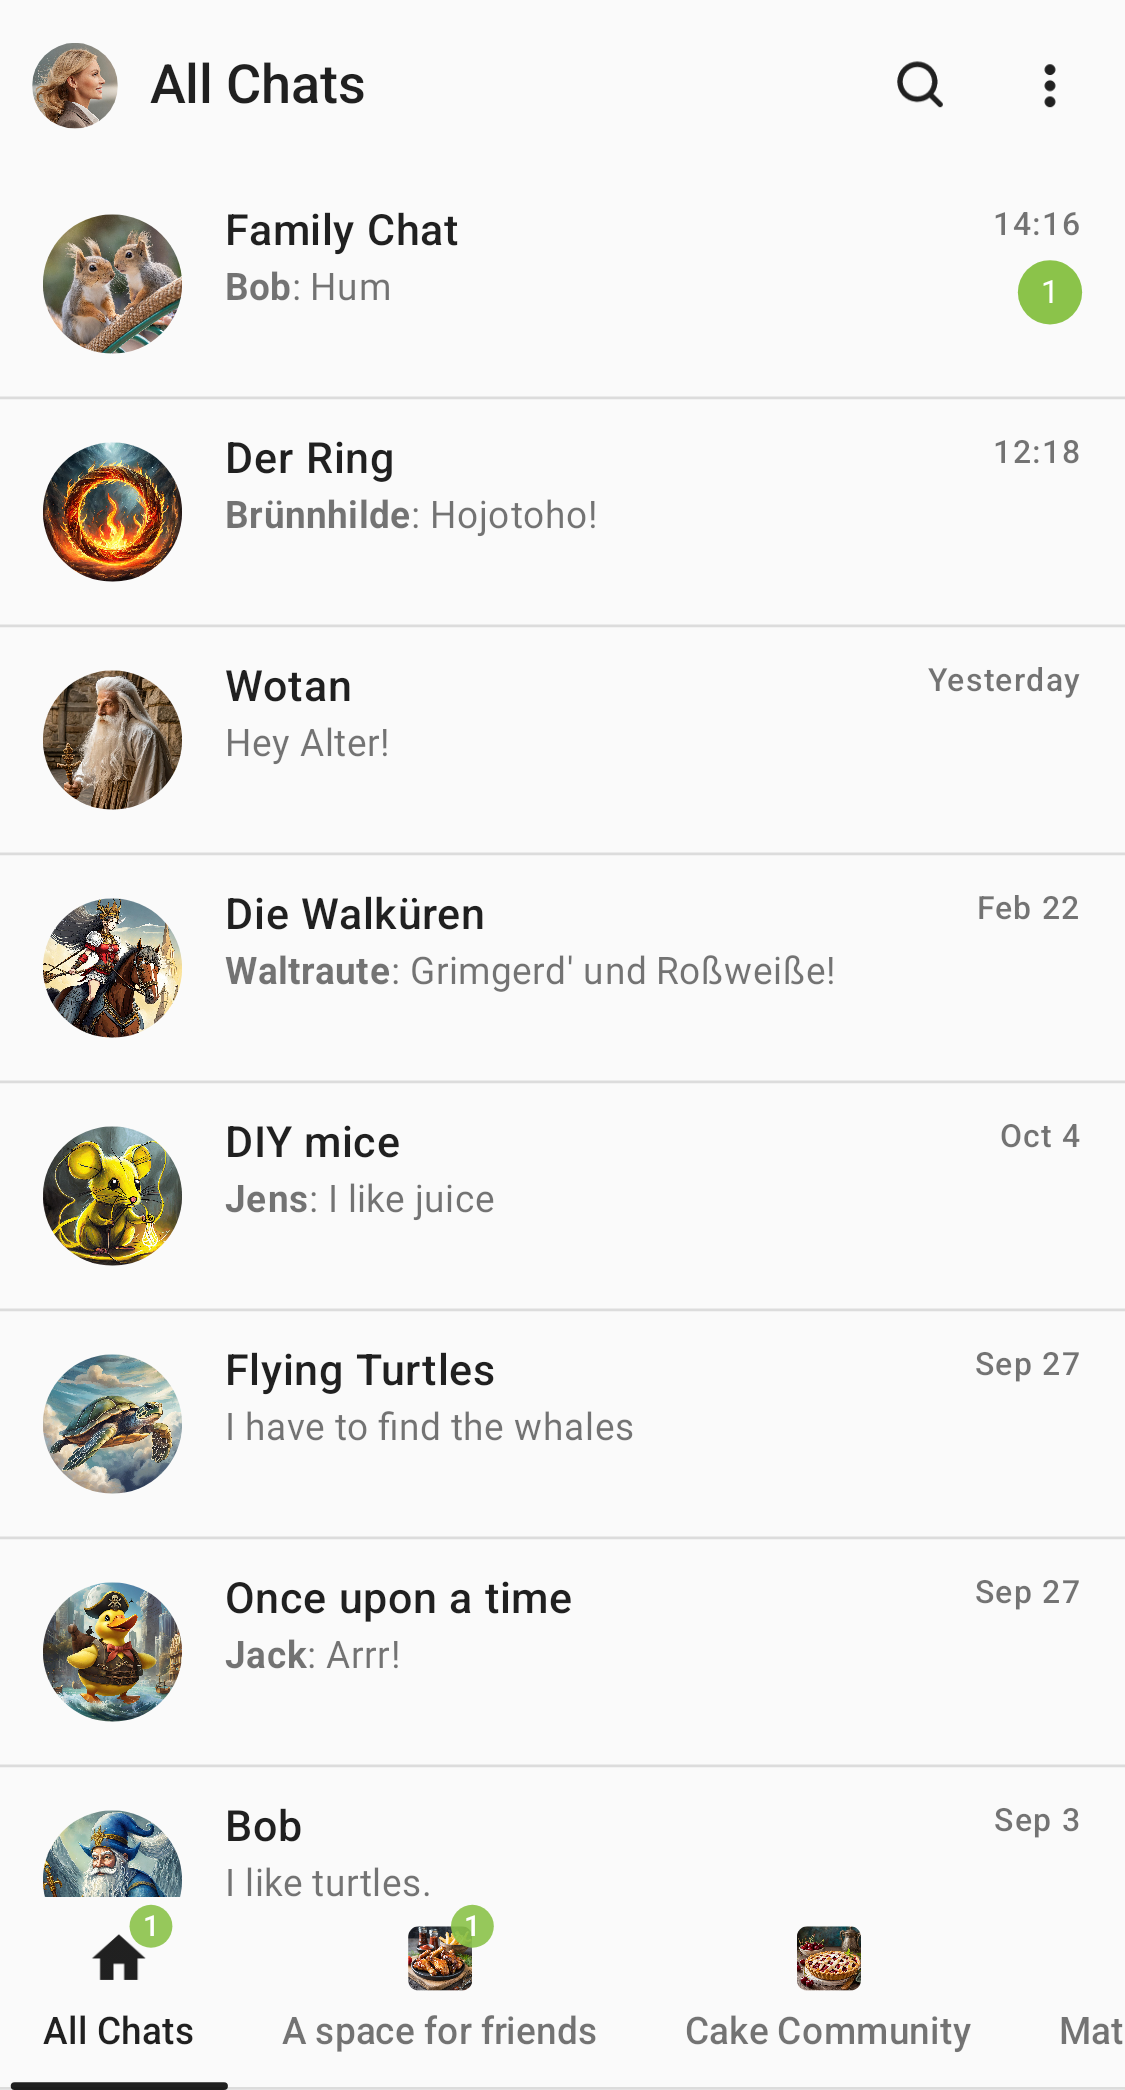 All Chats
Family Chat
14:16
Bob: Hum
1
Der Ring
12:18
Brünnhilde: Hojotoho!
Wotan
Yesterday
Hey Alter!
Die Walküren
Feb 22
Waltraute: Grimgerd' und Roßweiße!
DIY mice
Oct 4
Jens: I like juice
Flying Turtles
Sep 27
I have to find the whales
Once upon a time
Sep 27
Jack: Arrr!
Bob
Sep 3
I like turtles.
1
1
All Chats
A space for friends
Cake Community
Mat